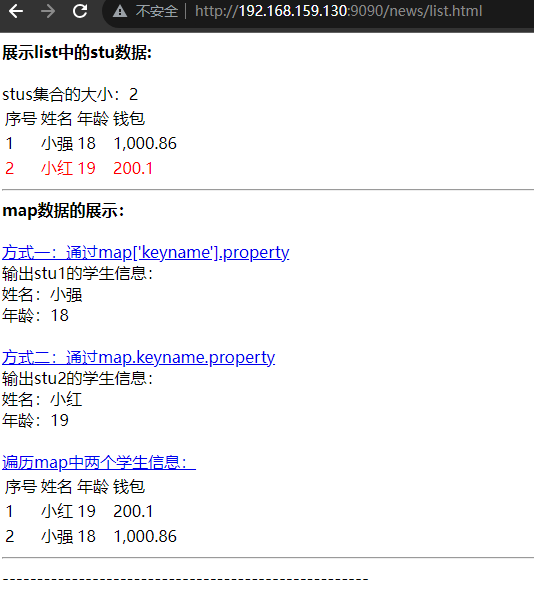 不安全 | http://192.168.159.130:9090/news/list.html
展示list中的stu数据:
stus集合的大小：2
序号 姓名 年龄 钱包
1 小强 18 1,000.86
2 小红 19 200.1
map数据的展示：
方式一：通过map['keyname'].property
输出stu1的学生信息：
姓名：小强
年龄：18
方式二：通过map.keyname.property
输出stu2的学生信息：
姓名：小红
年龄：19
遍历map中两个学生信息：
序号 姓名 年龄 钱包
1 小红 19 200.1
2 小强 18 1,000.86
-----------------------------------------------------